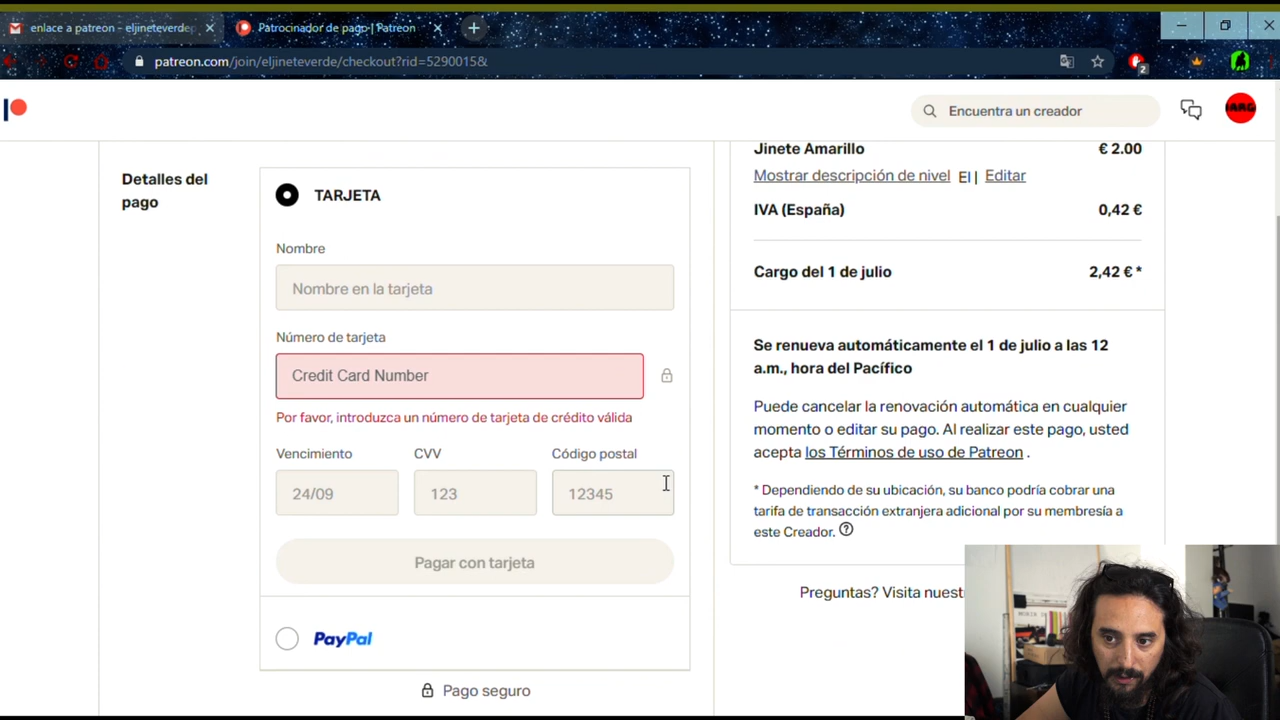 enlace a patreon - eljineteverde
Patrocinador de pago | Patreon
patreon.com/join/eljineteverde/checkout?rid=5290015&
2
Encuentra un creador
Detalles del
pago
TARJETA
Nombre
Nombre en la tarjeta
Número de tarjeta
Credit Card Number
Por favor, introduzca un número de tarjeta de crédito válida
Vencimiento
CVV
Código postal
24/09
123
12345
Pagar con tarjeta
PayPal
Pago seguro
Jinete Amarillo
€ 2.00
Mostrar descripción de nivel El | Editar
IVA (España)
0,42 €
Cargo del 1 de julio
2,42 € *
Se renueva automáticamente el 1 de julio a las 12
a.m., hora del Pacífico
Puede cancelar la renovación automática en cualquier
momento o editar su pago. Al realizar este pago, usted
acepta los Términos de uso de Patreon .
* Dependiendo de su ubicación, su banco podría cobrar una
tarifa de transacción extranjera adicional por su membresía a
este Creador. ?
Preguntas? Visita nuest